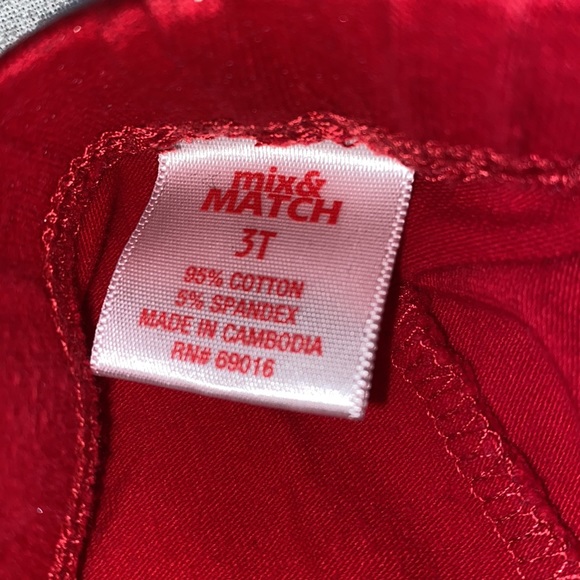 mix&
MATCH
3T
95% COTTON
5% SPANDEX
MADE IN CAMBODIA
RN# 69016